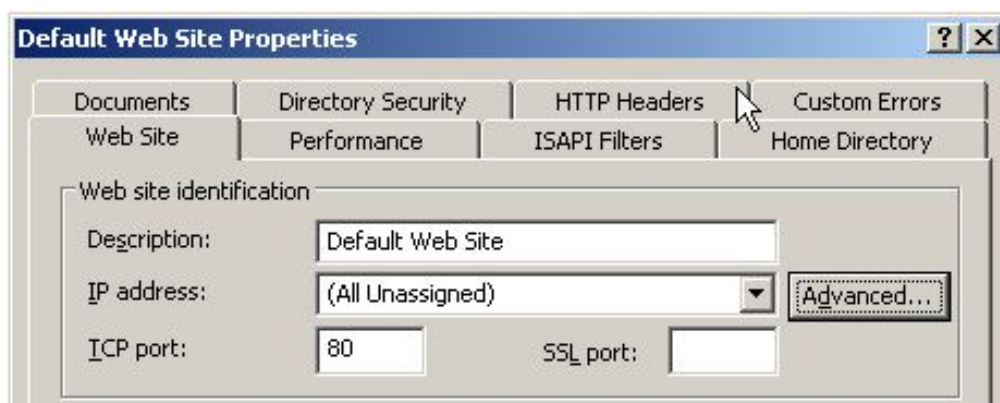 Default Web Site Properties
Documents Directory Security HTTP Headers Custom Errors
Web Site Performance ISAPI Filters Home Directory
Web site identification
Description: Default Web Site
IP address: (All Unassigned) Advanced...
TCP port: 80 SSL port: